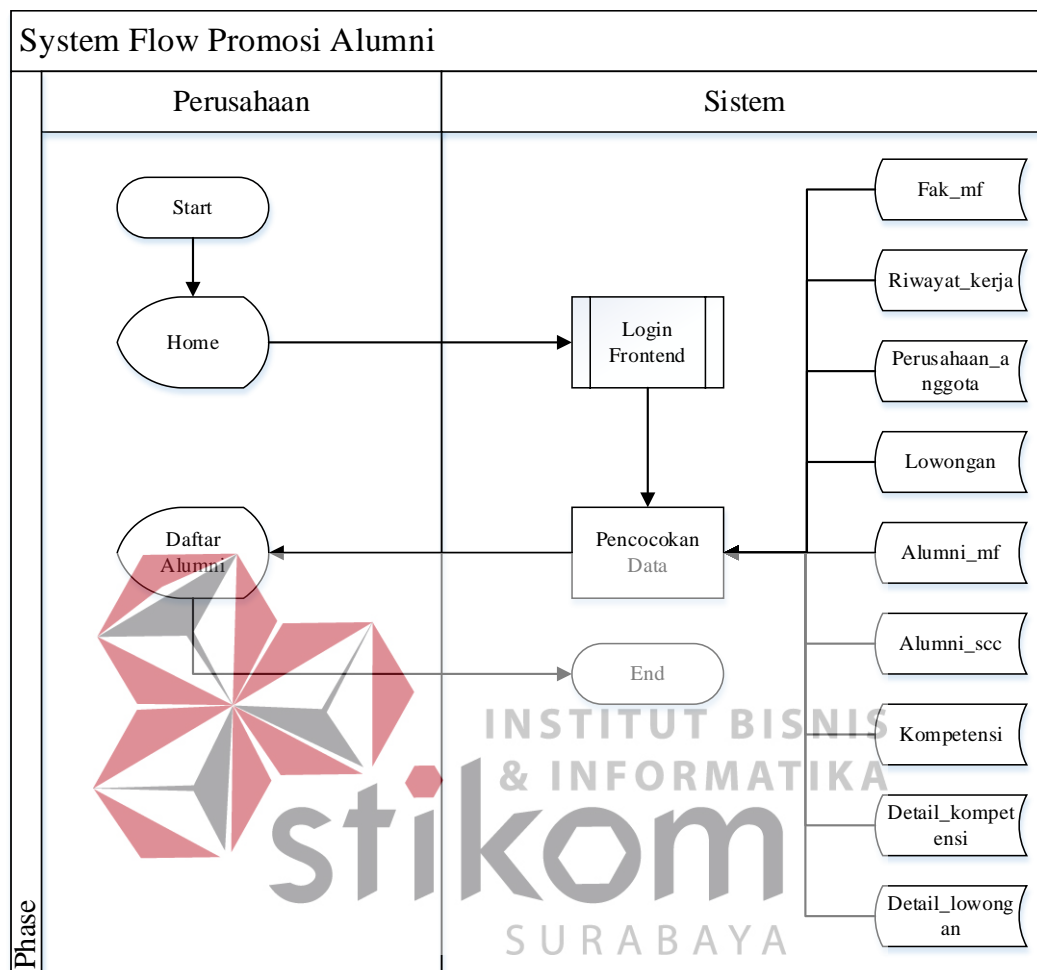 System Flow Promosi Alumni
Perusahaan
Sistem
Start
Home
Login
Frontend
Daftar
Alumni
Pencocokan
Data
End
Fak_mf
Riwayat_kerja
Perusahaan_a
nggota
Lowongan
Alumni_mf
Alumni_scc
Kompetensi
Detail_kompet
ensi
Detail_lowong
an
Phase
INSTITUT BISNIS
& INFORMATIKA
stikom
SURABAYA